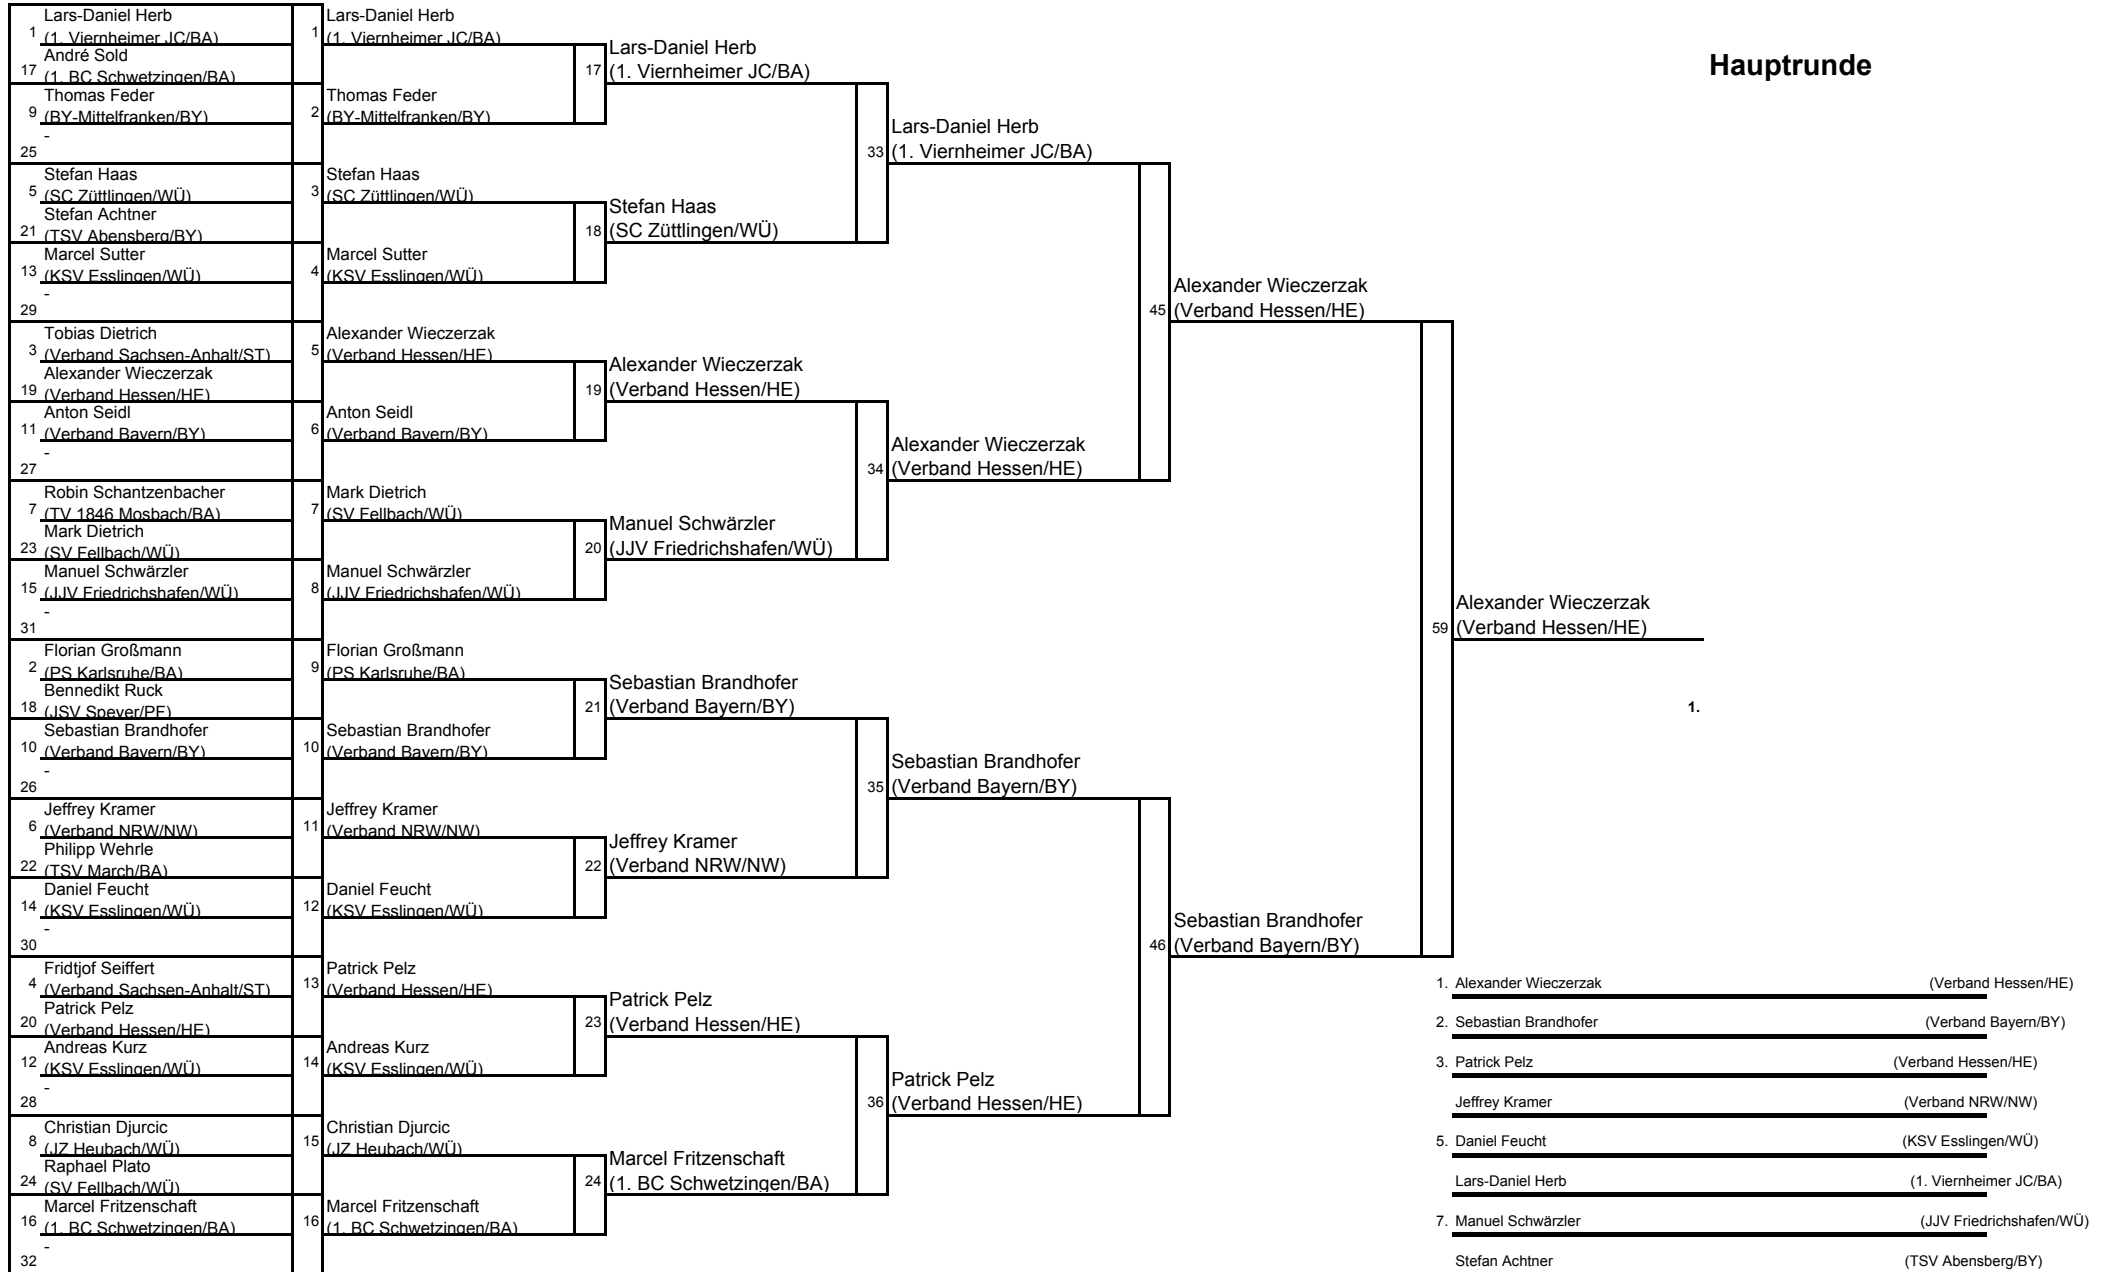 Hauptrunde
1
Lars-Daniel Herb
(1. Viernheimer JC/BA)
17
André Sold
(1. BC Schwetzingen/BA)
9
Thomas Feder
(BY-Mittelfranken/BY)
25
-
5
Stefan Haas
(SC Züttlingen/WÜ)
21
Stefan Achtner
(TSV Abensberg/BY)
13
Marcel Sutter
(KSV Esslingen/WÜ)
29
-
3
Tobias Dietrich
(Verband Sachsen-Anhalt/ST)
19
Alexander Wieczerzak
(Verband Hessen/HE)
11
Anton Seidl
(Verband Bayern/BY)
27
-
7
Robin Schantzenbacher
(TV 1846 Mosbach/BA)
23
Mark Dietrich
(SV Fellbach/WÜ)
15
Manuel Schwärzler
(JJV Friedrichshafen/WÜ)
31
-
2
Florian Großmann
(PS Karlsruhe/BA)
18
Bennedikt Ruck
(JSV Speyer/PF)
10
Sebastian Brandhofer
(Verband Bayern/BY)
26
-
6
Jeffrey Kramer
(Verband NRW/NW)
22
Philipp Wehrle
(TSV March/BA)
14
Daniel Feucht
(KSV Esslingen/WÜ)
30
-
4
Fridtjof Seiffert
(Verband Sachsen-Anhalt/ST)
20
Patrick Pelz
(Verband Hessen/HE)
12
Andreas Kurz
(KSV Esslingen/WÜ)
28
-
8
Christian Djurcic
(JZ Heubach/WÜ)
24
Raphael Plato
(SV Fellbach/WÜ)
16
Marcel Fritzenschaft
(1. BC Schwetzingen/BA)
32
-
1
Lars-Daniel Herb
(1. Viernheimer JC/BA)
2
Thomas Feder
(BY-Mittelfranken/BY)
3
Stefan Haas
(SC Züttlingen/WÜ)
4
Marcel Sutter
(KSV Esslingen/WÜ)
5
Alexander Wieczerzak
(Verband Hessen/HE)
6
Anton Seidl
(Verband Bayern/BY)
7
Mark Dietrich
(SV Fellbach/WÜ)
8
Manuel Schwärzler
(JJV Friedrichshafen/WÜ)
9
Florian Großmann
(PS Karlsruhe/BA)
10
Sebastian Brandhofer
(Verband Bayern/BY)
11
Jeffrey Kramer
(Verband NRW/NW)
12
Daniel Feucht
(KSV Esslingen/WÜ)
13
Patrick Pelz
(Verband Hessen/HE)
14
Andreas Kurz
(KSV Esslingen/WÜ)
15
Christian Djurcic
(JZ Heubach/WÜ)
16
Marcel Fritzenschaft
(1. BC Schwetzingen/BA)
17
Lars-Daniel Herb
(1. Viernheimer JC/BA)
18
Stefan Haas
(SC Züttlingen/WÜ)
19
Alexander Wieczerzak
(Verband Hessen/HE)
20
Manuel Schwärzler
(JJV Friedrichshafen/WÜ)
21
Sebastian Brandhofer
(Verband Bayern/BY)
22
Jeffrey Kramer
(Verband NRW/NW)
23
Patrick Pelz
(Verband Hessen/HE)
24
Marcel Fritzenschaft
(1. BC Schwetzingen/BA)
33
Lars-Daniel Herb
(1. Viernheimer JC/BA)
34
Alexander Wieczerzak
(Verband Hessen/HE)
35
Sebastian Brandhofer
(Verband Bayern/BY)
36
Patrick Pelz
(Verband Hessen/HE)
45
Alexander Wieczerzak
(Verband Hessen/HE)
46
Sebastian Brandhofer
(Verband Bayern/BY)
59
Alexander Wieczerzak
(Verband Hessen/HE)
1.
1. Alexander Wieczerzak (Verband Hessen/HE)
2. Sebastian Brandhofer (Verband Bayern/BY)
3. Patrick Pelz (Verband Hessen/HE)
Jeffrey Kramer (Verband NRW/NW)
5. Daniel Feucht (KSV Esslingen/WÜ)
Lars-Daniel Herb (1. Viernheimer JC/BA)
7. Manuel Schwärzler (JJV Friedrichshafen/WÜ)
Stefan Achtner (TSV Abensberg/BY)